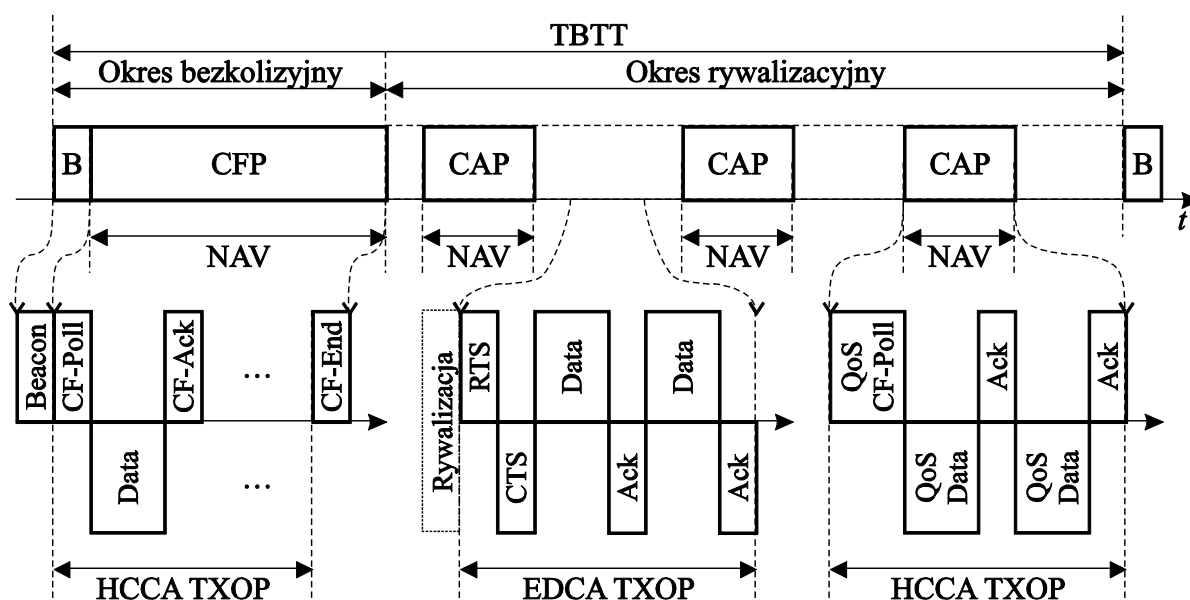 TBTT
Okres bezkolizyjny
Okres rywalizacyjny
B
CFP
CAP
CAP
CAP
B
t
NAV
NAV
NAV
NAV
Beacon
CF-Poll
Data
CF-Ack
...
...
CF-End
Rywalizacja
RTS
CTS
Data
Ack
Data
Ack
QoS
CF-Poll
QoS
Data
Ack
QoS
Data
Ack
HCCA TXOP
EDCA TXOP
HCCA TXOP